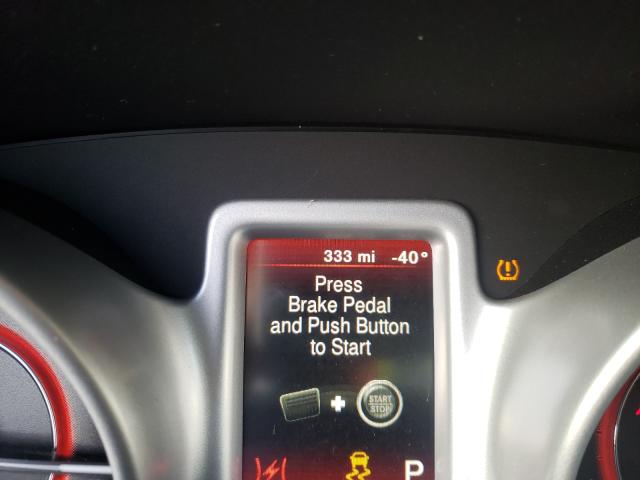 333 mi -40°
Press
Brake Pedal
and Push Button
to Start
START
STOP
P